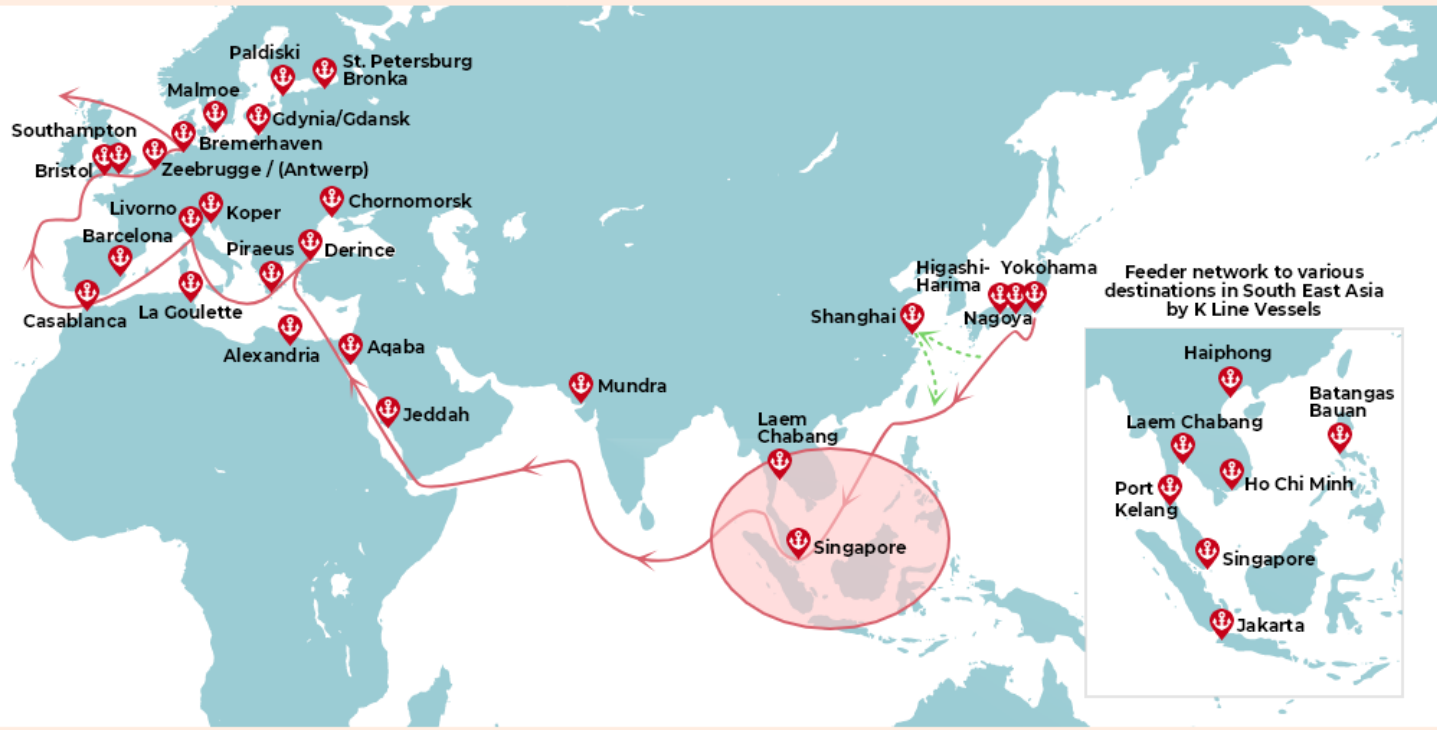 Paldiski
St. Petersburg
Bronka
Malmoe
Gdynia/Gdansk
Southampton
Bremerhaven
Bristol
Zeebrugge / (Antwerp)
Livorno
Koper
Chornomorsk
Barcelona
Piraeus
Derince
Casablanca
La Goulette
Alexandria
Aqaba
Jeddah
Mundra
Shanghai
Higashi-
Harima
Yokohama
Nagoya
Laem
Chabang
Singapore
Feeder network to various
destinations in South East Asia
by K Line Vessels
Haiphong
Batangas
Bauan
Laem Chabang
Port
Kelang
Ho Chi Minh
Singapore
Jakarta